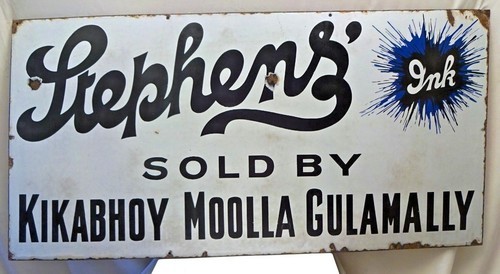 Stephens' Ink
SOLD BY
KIKABHOY MOOLLA GULAMALLY